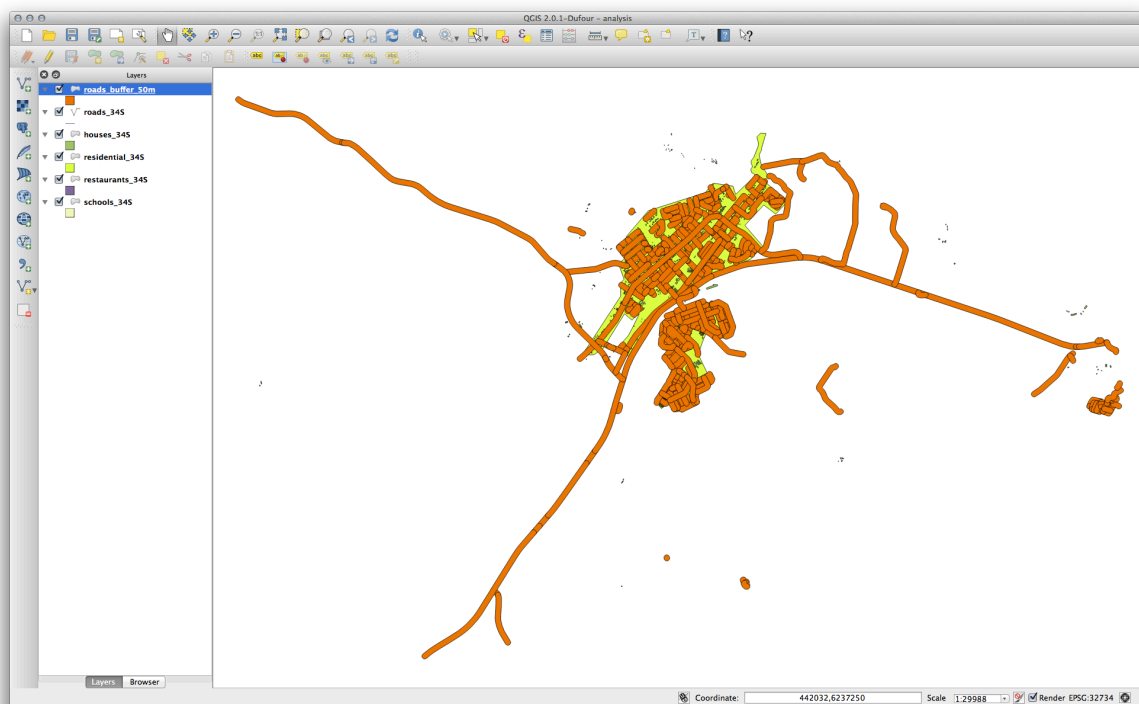 QGIS 2.0.1-Dufour - analysis
Layers
roads_buffer_50m
roads_34S
houses_34S
residential_34S
restaurants_34S
schools_34S
Layers Browser
Coordinate: 442032,6237250 Scale 1:29988 Render EPSG:32734